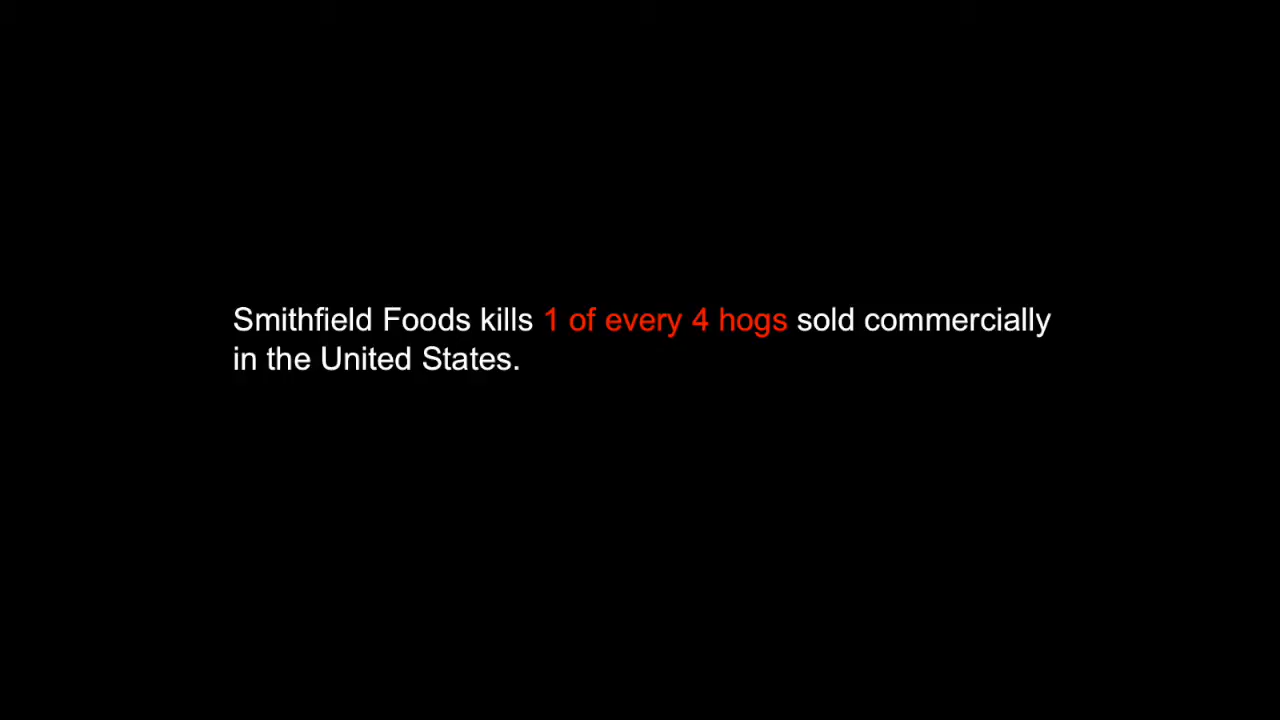 Smithfield Foods kills 1 of every 4 hogs sold commercially
in the United States.